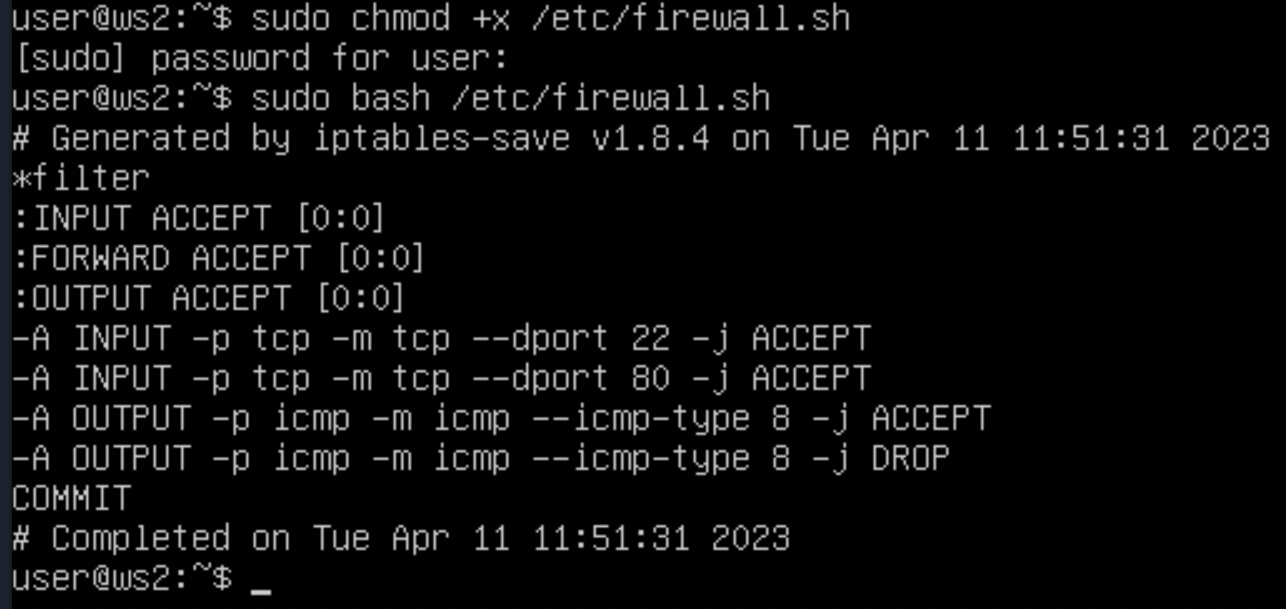 user@ws2:~$ sudo chmod +x /etc/firewall.sh
[sudo] password for user:
user@ws2:~$ sudo bash /etc/firewall.sh
# Generated by iptables-save v1.8.4 on Tue Apr 11 11:51:31 2023
*filter
:INPUT ACCEPT [0:0]
:FORWARD ACCEPT [0:0]
:OUTPUT ACCEPT [0:0]
-A INPUT -p tcp -m tcp --dport 22 -j ACCEPT
-A INPUT -p tcp -m tcp --dport 80 -j ACCEPT
-A OUTPUT -p icmp -m icmp --icmp-type 8 -j ACCEPT
-A OUTPUT -p icmp -m icmp --icmp-type 8 -j DROP
COMMIT
# Completed on Tue Apr 11 11:51:31 2023
user@ws2:~$ _